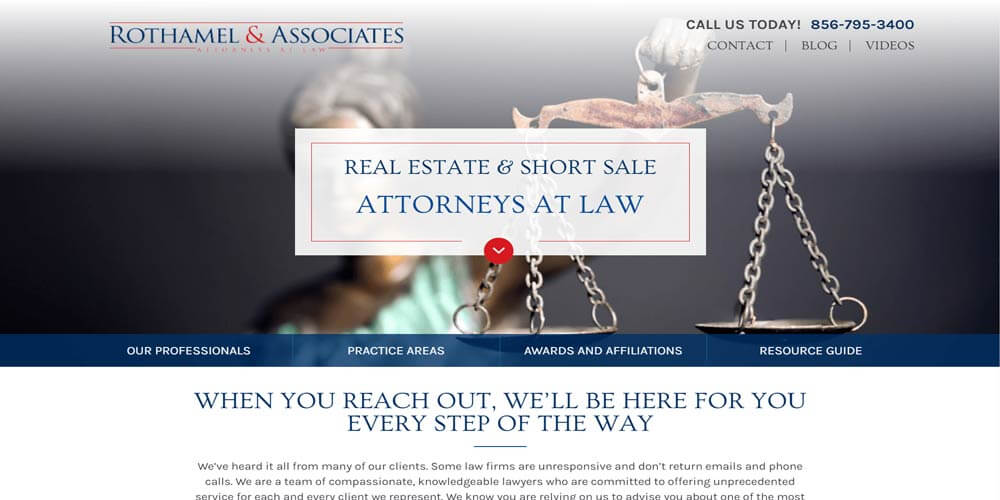 ROTHAMEL & ASSOCIATES
ATTORNEYS AT LAW
CALL US TODAY! 856-795-3400
CONTACT | BLOG | VIDEOS
REAL ESTATE & SHORT SALE
ATTORNEYS AT LAW
OUR PROFESSIONALS PRACTICE AREAS AWARDS AND AFFILIATIONS RESOURCE GUIDE
WHEN YOU REACH OUT, WE’LL BE HERE FOR YOU
EVERY STEP OF THE WAY
We’ve heard it all from many of our clients. Some law firms are unresponsive and don’t return emails and phone
calls. We are a team of compassionate, knowledgeable lawyers who are committed to offering unprecedented
service for each and every client we represent. We know you are relying on us to advise you about one of the most